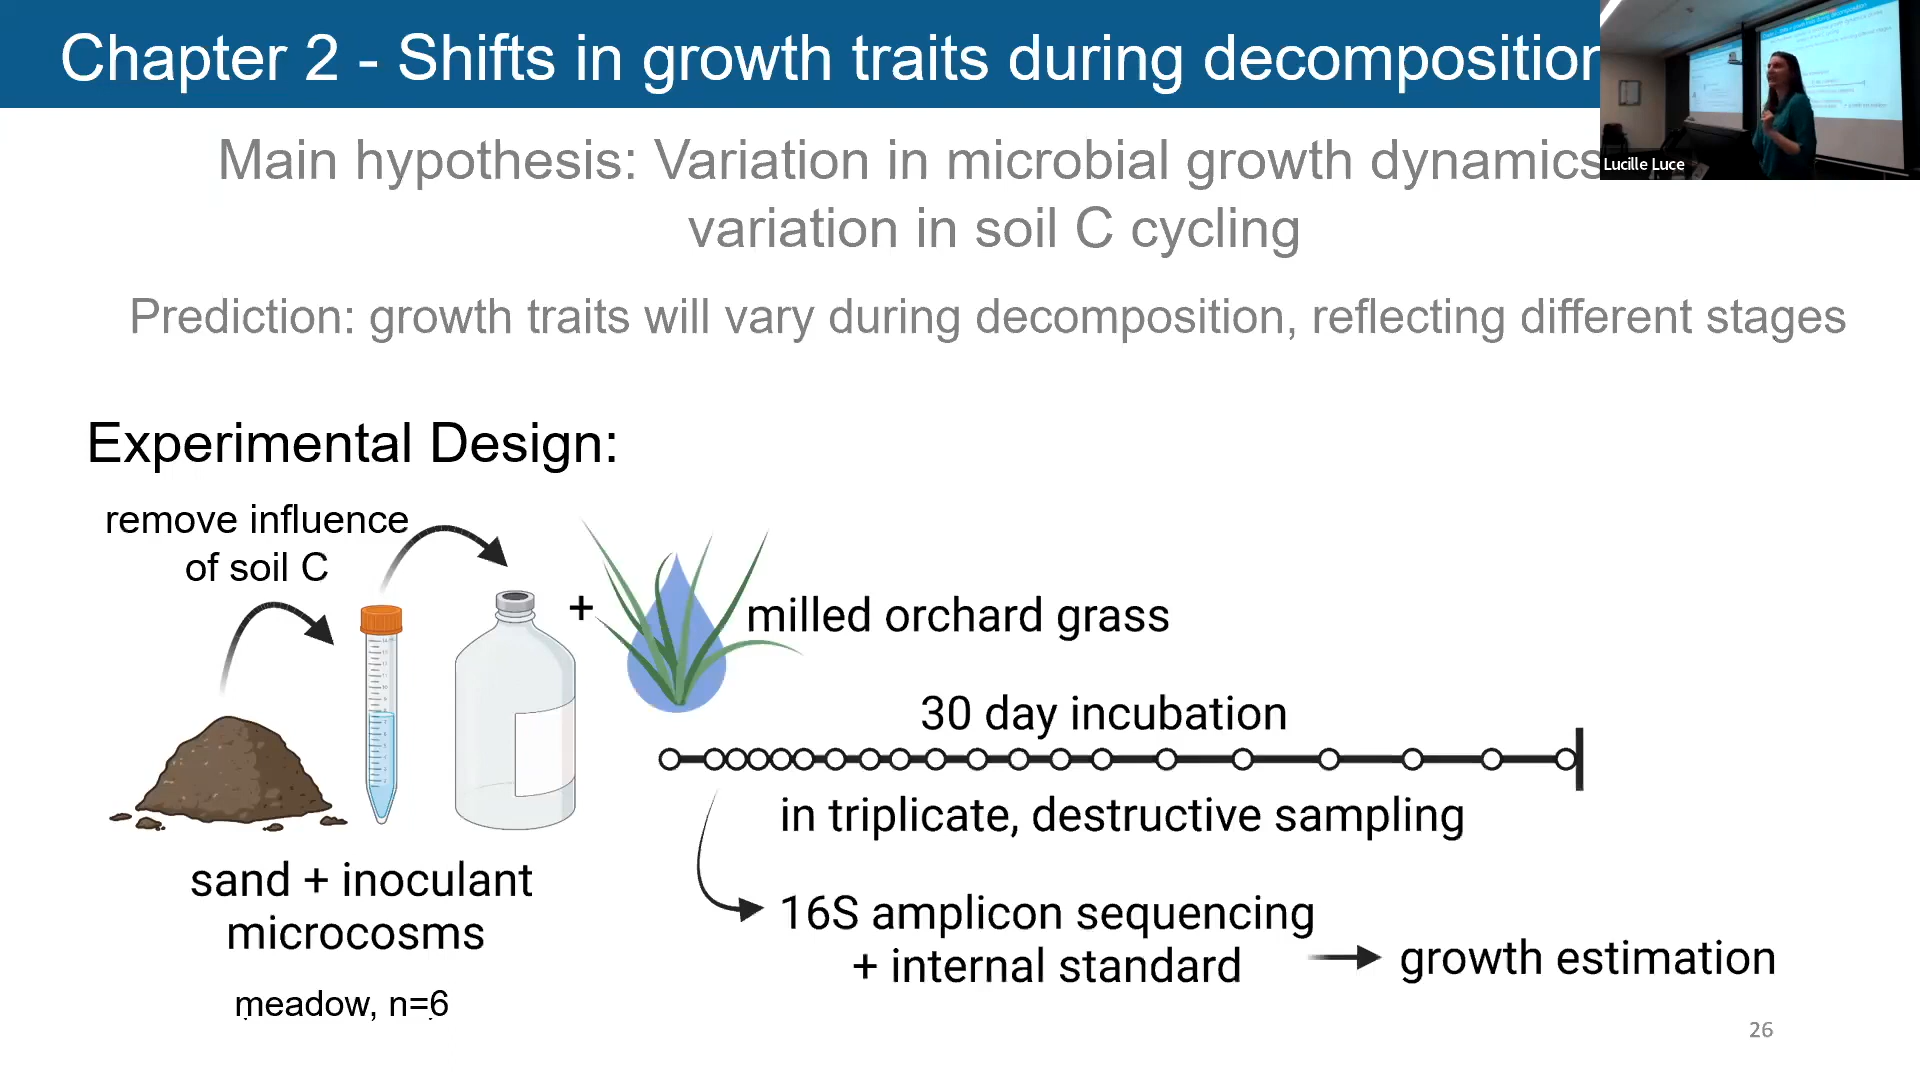 Chapter 2 - Shifts in growth traits during decomposition
Lucille Luce
Main hypothesis: Variation in microbial growth dynamics
variation in soil C cycling
Prediction: growth traits will vary during decomposition, reflecting different stages
Experimental Design:
remove influence
of soil C
+
milled orchard grass
30 day incubation
in triplicate, destructive sampling
sand + inoculant
microcosms
16S amplicon sequencing
+ internal standard
growth estimation
meadow, n=6
26